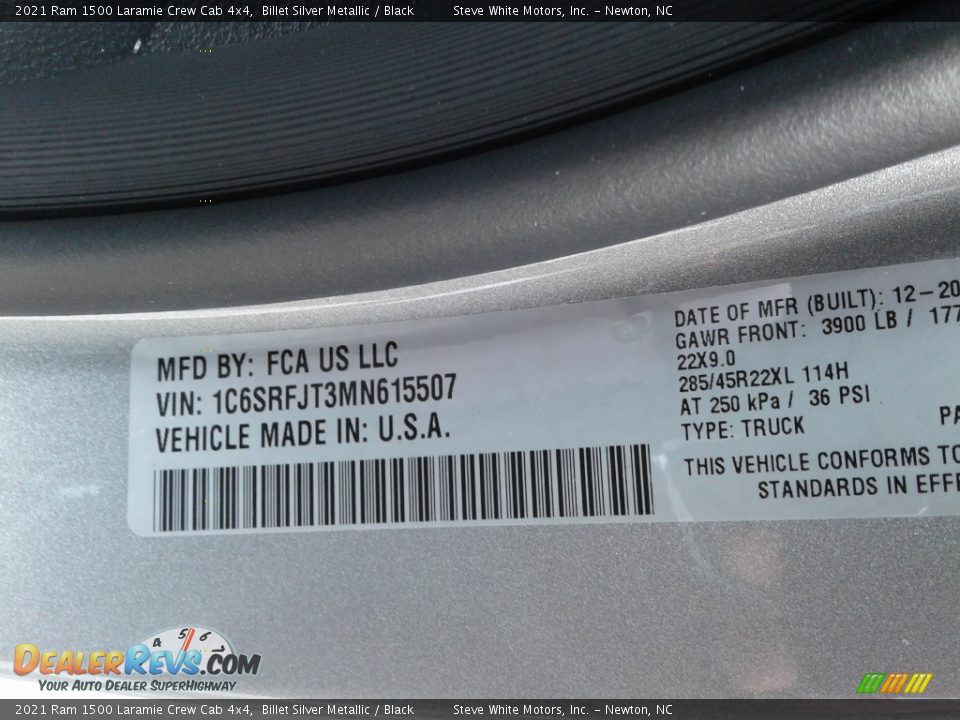 2021 Ram 1500 Laramie Crew Cab 4x4, Billet Silver Metallic / Black Steve White Motors, Inc. – Newton, NC
MFD BY: FCA US LLC
VIN: 1C6SRFJT3MN615507
VEHICLE MADE IN: U.S.A.
DATE OF MFR (BUILT): 12-20
GAWR FRONT: 3900 LB / 177
22X9.0
285/45R22XL 114H
AT 250 kPa / 36 PSI
TYPE: TRUCK
PA
THIS VEHICLE CONFORMS TO
STANDARDS IN EFFE
4 5 6
DEALERREVS.COM
YOUR AUTO DEALER SUPERHIGHWAY
2021 Ram 1500 Laramie Crew Cab 4x4, Billet Silver Metallic / Black Steve White Motors, Inc. – Newton, NC